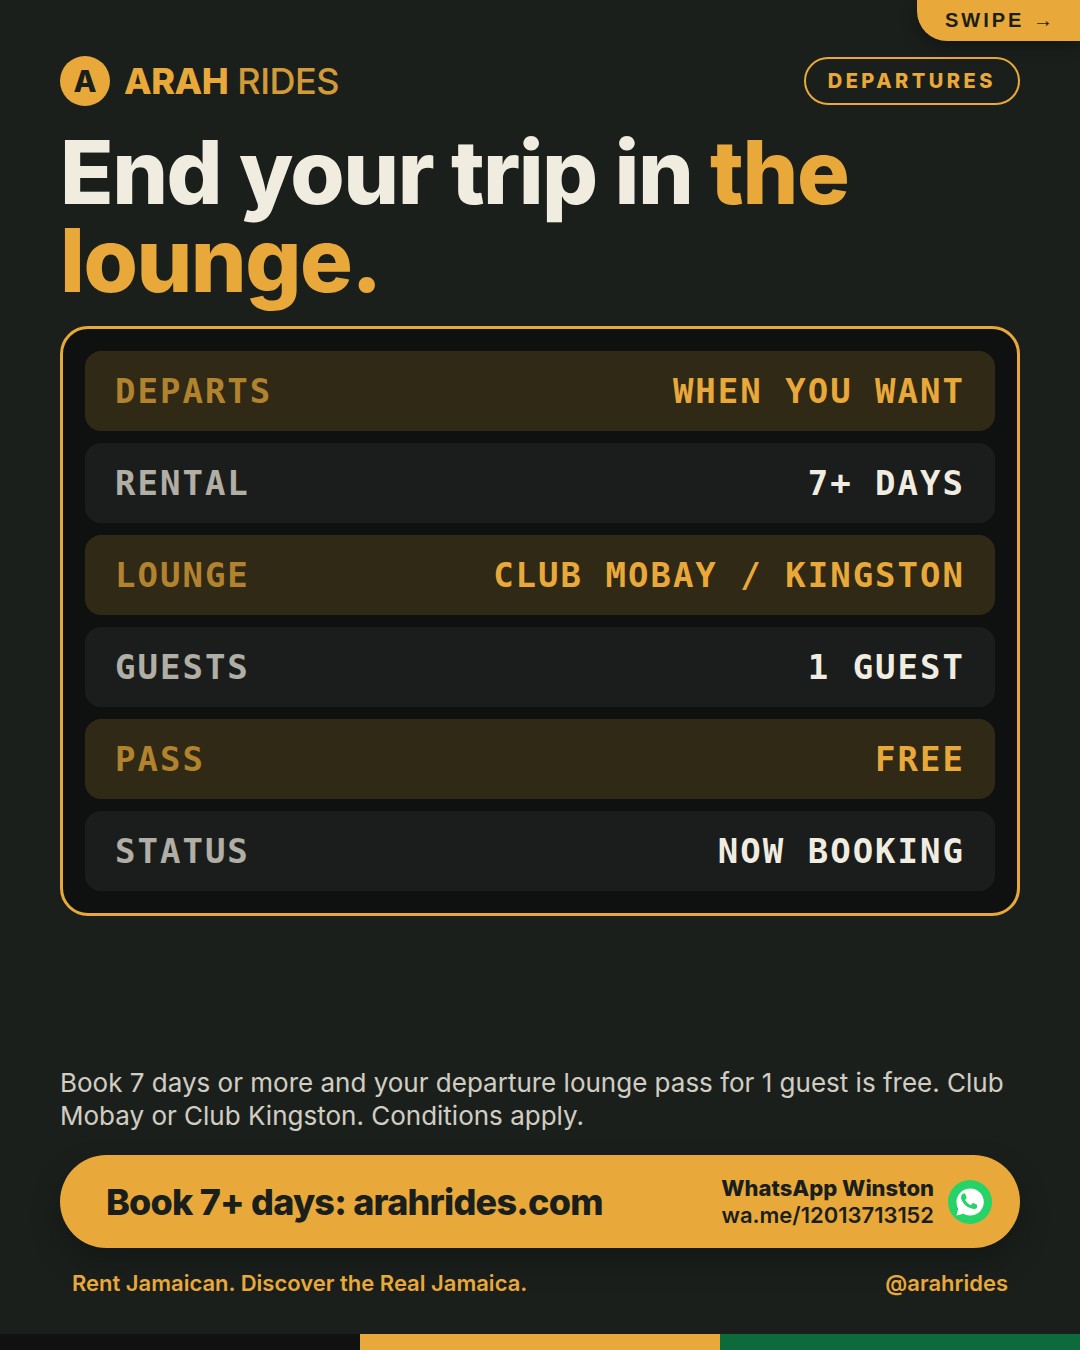 SWIPE →
A ARAH RIDES
DEPARTURES
End your trip in the
lounge.
DEPARTS WHEN YOU WANT
RENTAL 7+ DAYS
LOUNGE CLUB MOBAY / KINGSTON
GUESTS 1 GUEST
PASS FREE
STATUS NOW BOOKING
Book 7 days or more and your departure lounge pass for 1 guest is free. Club
Mobay or Club Kingston. Conditions apply.
Book 7+ days: arahrides.com
WhatsApp Winston
wa.me/12013713152
Rent Jamaican. Discover the Real Jamaica.
@arahrides